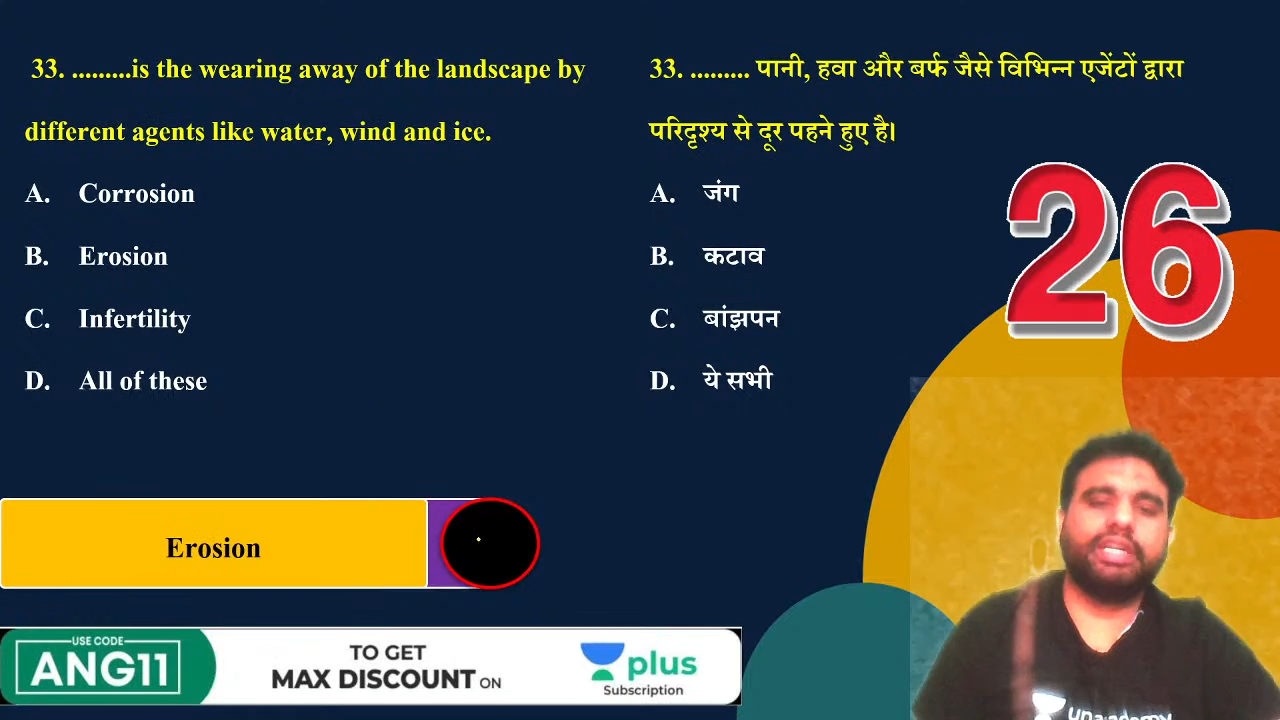 33. .........is the wearing away of the landscape by
different agents like water, wind and ice.
A. Corrosion
B. Erosion
C. Infertility
D. All of these
33. ......... पानी, हवा और बर्फ जैसे विभिन्न एजेंटों द्वारा
परिदृश्य से दूर पहने हुए है।
A. जंग
B. कटाव
C. बांझपन
D. ये सभी
26
Erosion
USE CODE
ANG11
TO GET
MAX DISCOUNT ON
plus
Subscription
unacademy